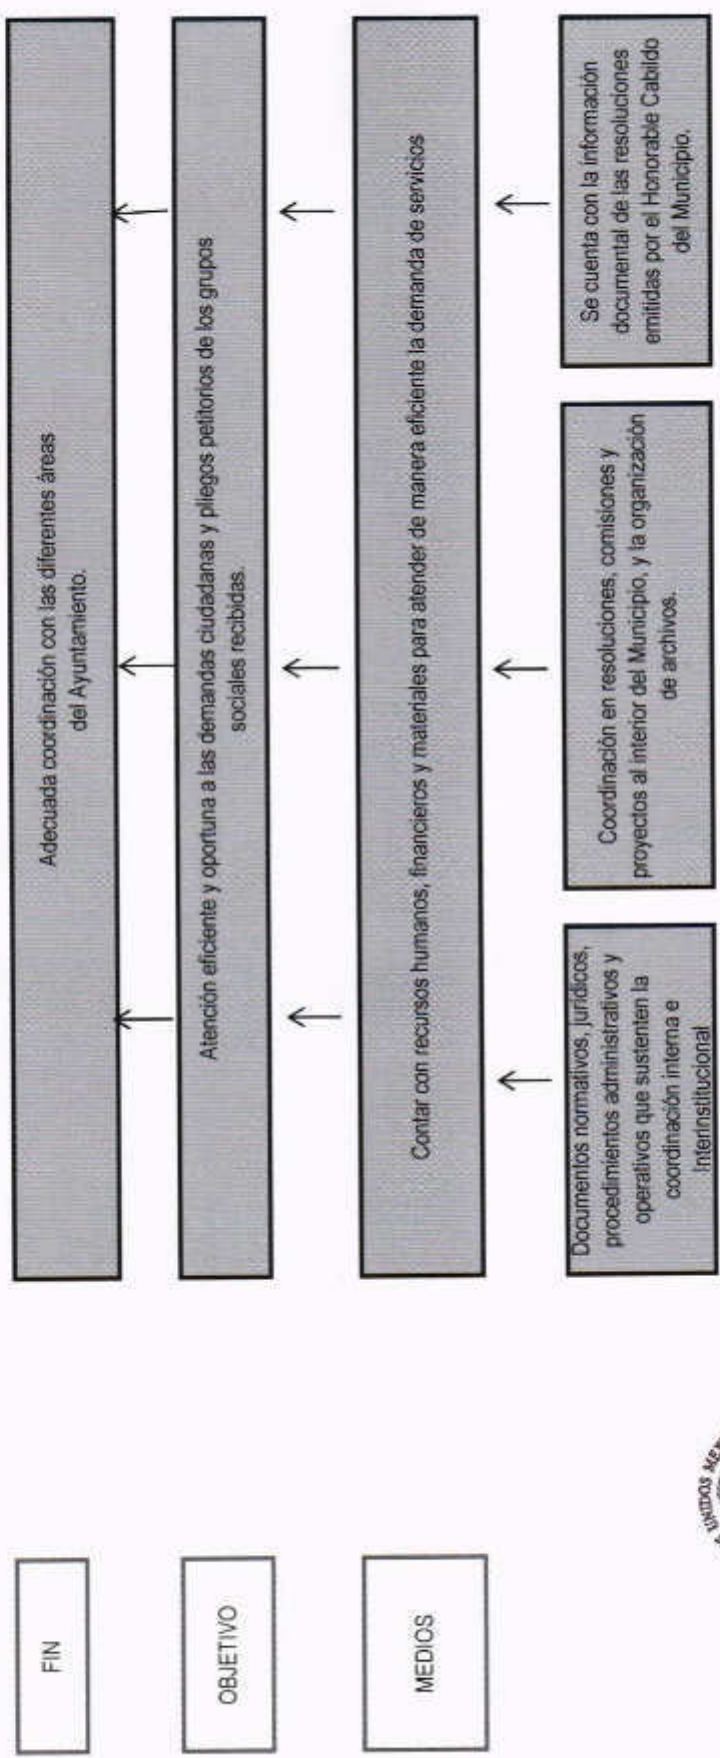 FIN
Adecuada coordinación con las diferentes áreas
del Ayuntamiento.
OBJETIVO
Atención eficiente y oportuna a las demandas ciudadanas y pliegos petitorios de los grupos
sociales recibidas.
MEDIOS
Contar con recursos humanos, financieros y materiales para atender de manera eficiente la demanda de servicios
Documentos normativos, jurídicos,
procedimientos administrativos y
operativos que sustenten la
coordinación interna e
Interinstitucional
Coordinación en resoluciones, comisiones y
proyectos al interior del Municipio, y la organización
de archivos.
Se cuenta con la información
documental de las resoluciones
emitidas por el Honorable Cabildo
del Municipio.
UNIDOS